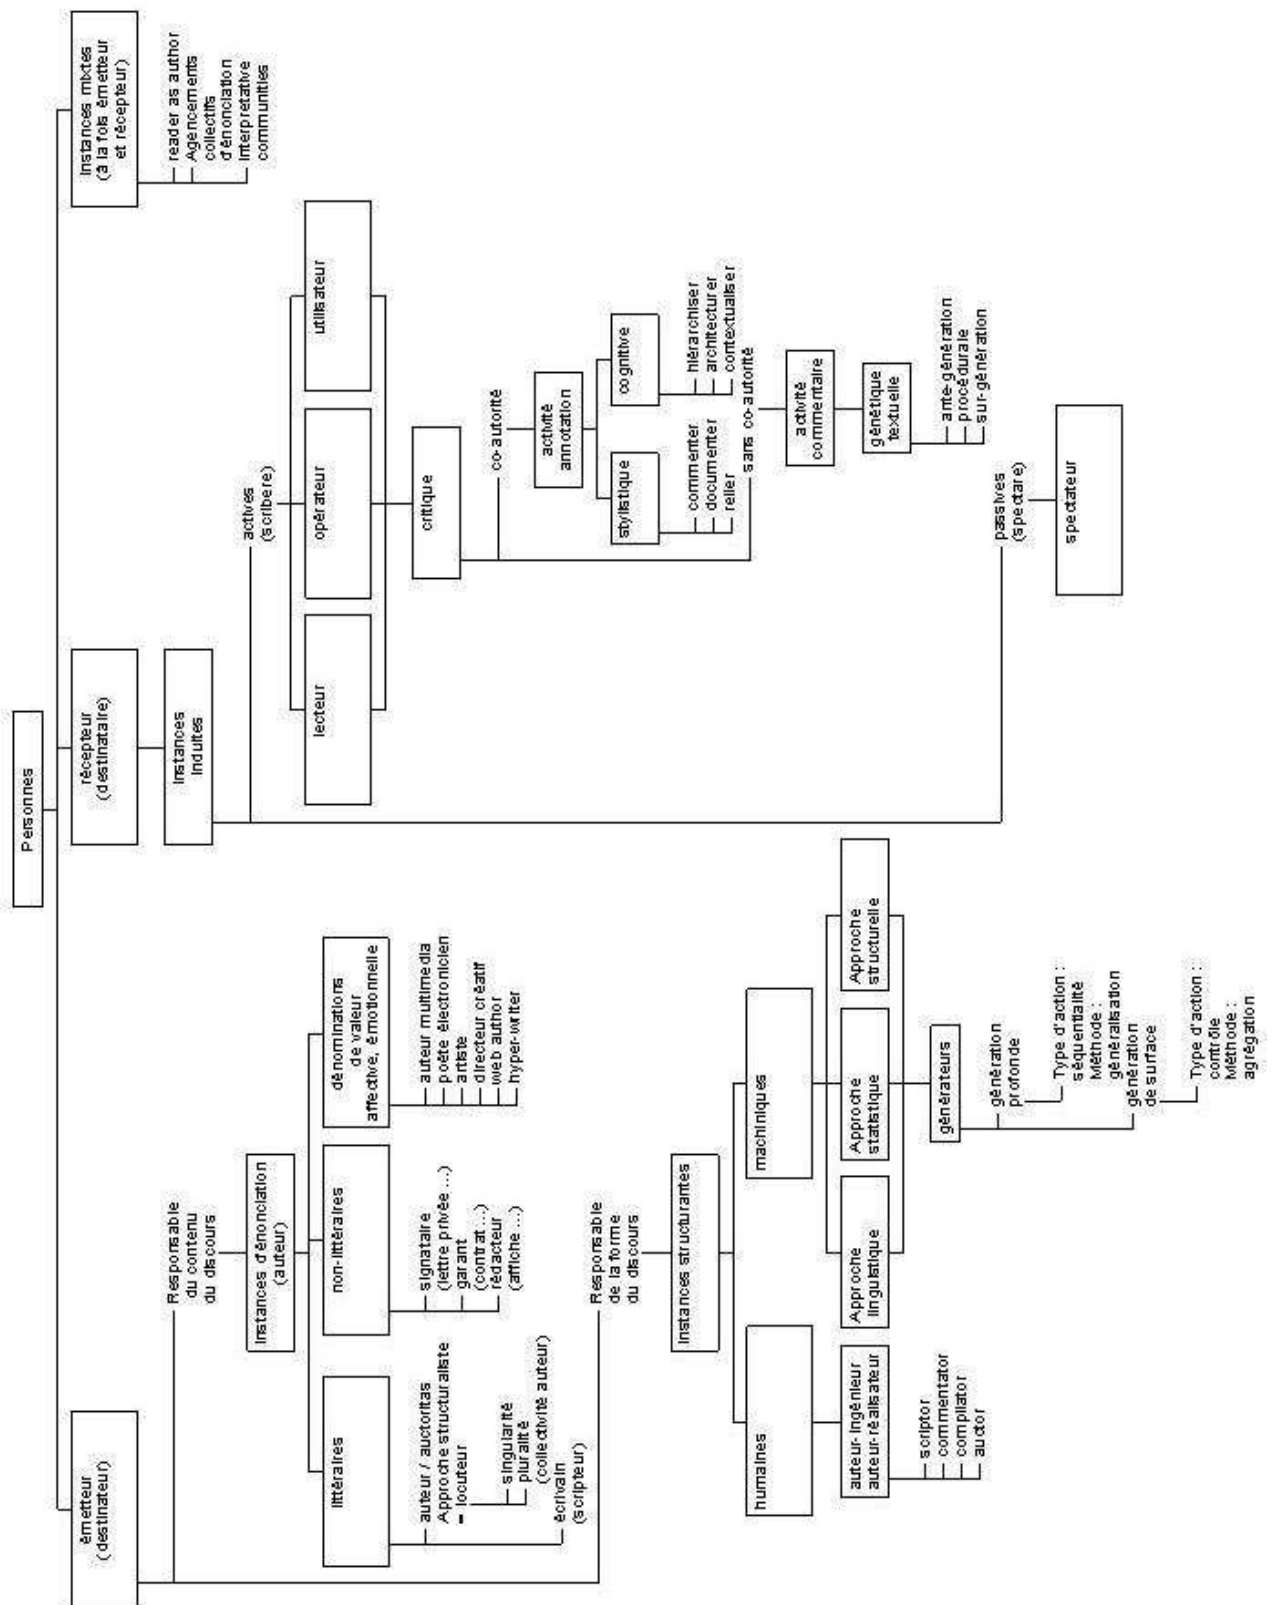 Personnes
émetteur
(destinateur)
Responsable
du contenu
du discours
Instances d'énonciation
(auteur)
littéraires
auteur / auctoritas
Approche structuraliste
= locuteur
singularité
pluralité
(collectivité auteur)
écrivain
(scripteur)
non-littéraires
signataire
(lettre privée ...)
garant
(contrat ...)
rédacteur
(affiche ...)
dénominations
de valeur
affective, émotionnelle
auteur multimedia
poète électronicien
artiste
directeur créatif
web author
hyper-writer
Responsable
de la forme
du discours
Instances structurantes
humaines
auteur-ingénieur
auteur-réalisateur
scriptor
commentator
compilator
auctor
machiniques
Approche
linguistique
Approche
statistique
Approche
structurelle
générateurs
génération
profonde
Type d'action :
séquentialité
Méthode :
généralisation
génération
de surface
Type d'action :
contrôle
Méthode :
agrégation
récepteur
(destinataire)
Instances
induites
actives
(scribere)
lecteur
opérateur
utilisateur
critique
co-autorité
activité
annotation
stylistique
commenter
documenter
relier
cognitive
hiérarchiser
architecturer
contextualiser
sans co-autorité
activité
commentaire
génétique
textuelle
ante-génération
procédurale
sur-génération
passives
(spectare)
spectateur
Instances mixtes
(à la fois émetteur
et récepteur)
reader as author
Agencements
collectifs
d'énonciation
interpretative
communities